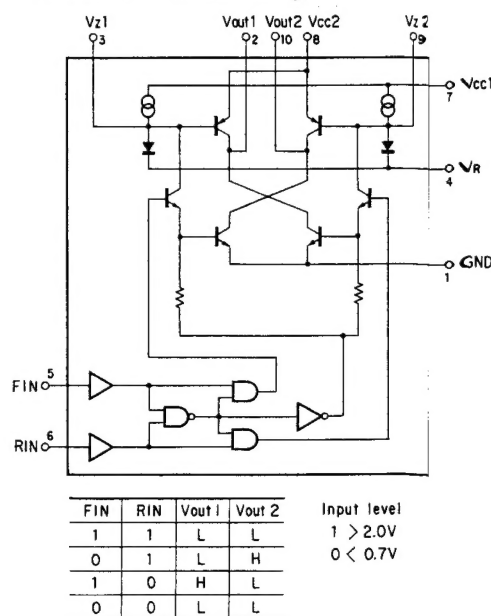 Vz1 Vout1 Vout2 Vcc2 Vz2
3 2 10 8 9
Vcc1
7
VR
4
GND
1
5
FIN
RIN 6
FIN RIN Vout1 Vout 2 Input level
1 1 L L 1 > 2.0V
0 1 L H 0 < 0.7V
1 0 H L
0 0 L L